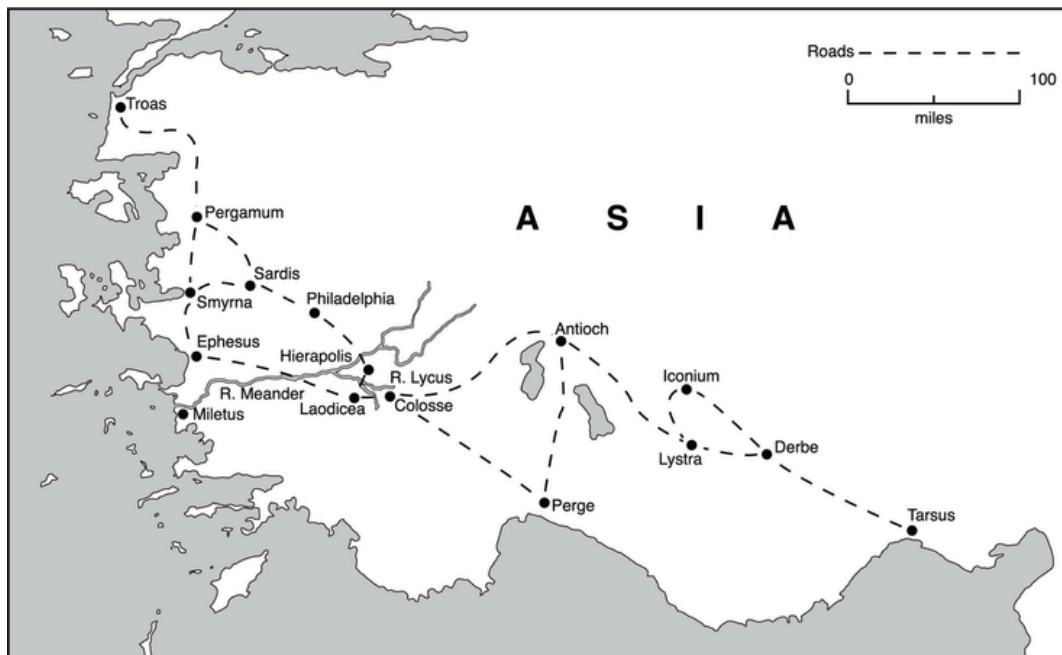 Roads
0 100
miles
Troas
A S I A
Pergamum
Sardis
Smyrna
Philadelphia
Antioch
Ephesus
Hierapolis
R. Lycus
Iconium
R. Meander
Laodicea
Colosse
Miletus
Lystra
Derbe
Perge
Tarsus